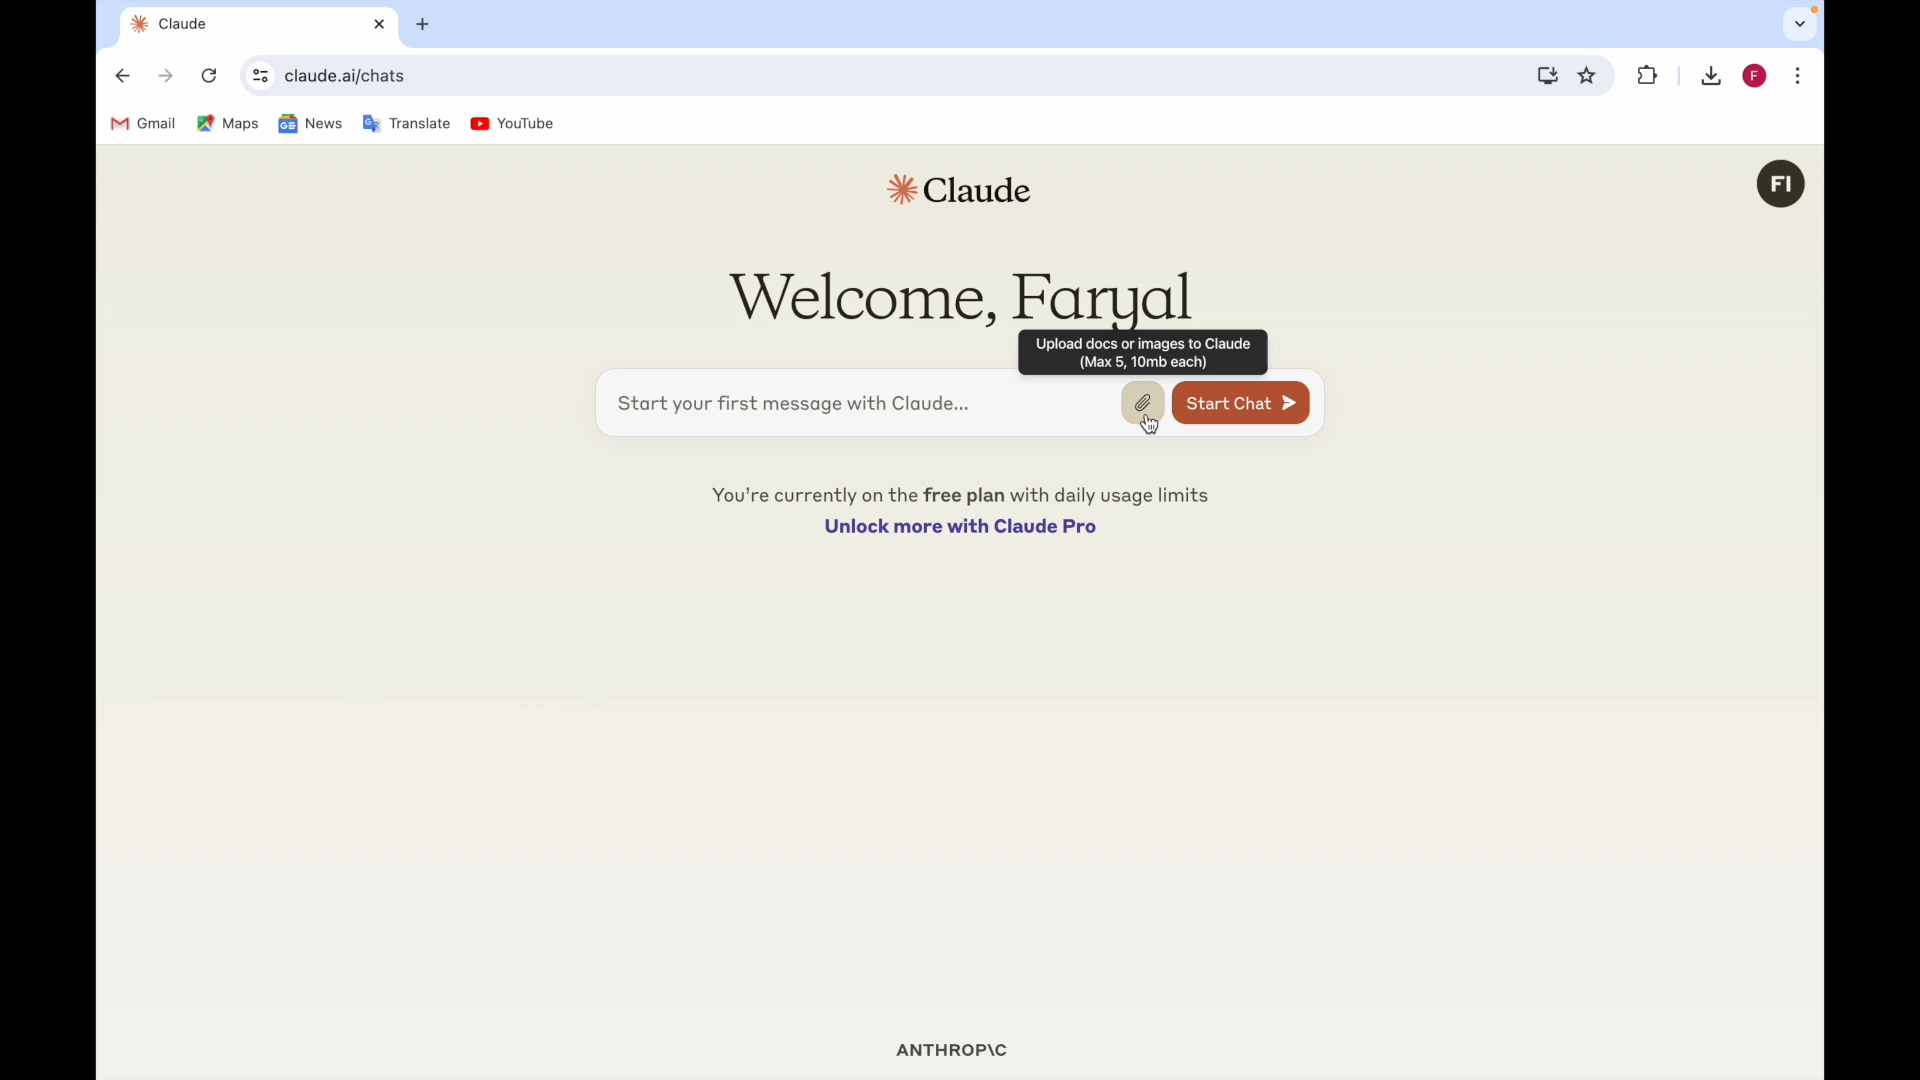 Claude
claude.ai/chats
F
Gmail
Maps
News
Translate
YouTube
Claude
FI
Welcome, Faryal
Upload docs or images to Claude
(Max 5, 10mb each)
Start your first message with Claude...
Start Chat
You’re currently on the free plan with daily usage limits
Unlock more with Claude Pro
ANTHROP\C